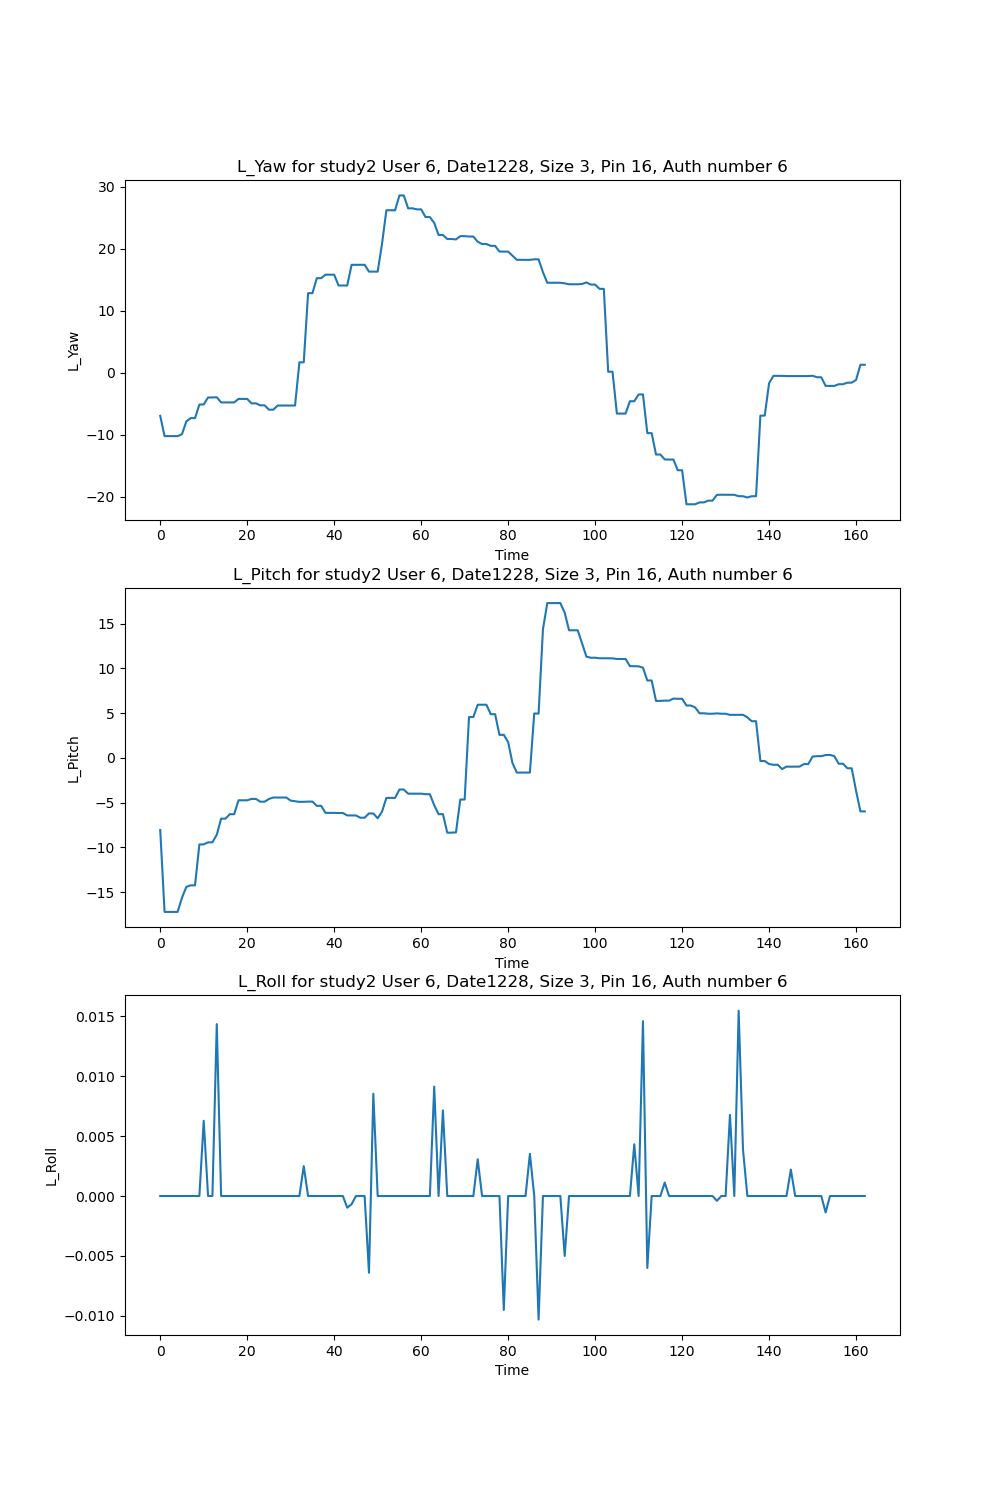 L_Yaw for study2 User 6, Date1228, Size 3, Pin 16, Auth number 6
30
20
10
0
−10
−20
L_Yaw
0 20 40 60 80 100 120 140 160
Time
L_Pitch for study2 User 6, Date1228, Size 3, Pin 16, Auth number 6
15
10
5
0
−5
−10
−15
L_Pitch
0 20 40 60 80 100 120 140 160
Time
L_Roll for study2 User 6, Date1228, Size 3, Pin 16, Auth number 6
0.015
0.010
0.005
0.000
−0.005
−0.010
L_Roll
0 20 40 60 80 100 120 140 160
Time